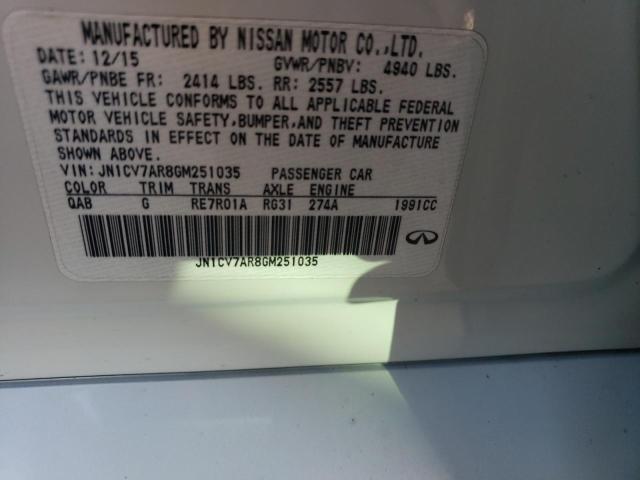 MANUFACTURED BY NISSAN MOTOR CO.,LTD.
DATE: 12/15 GVWR/PNBV: 4940 LBS.
GAWR/PNBE FR: 2414 LBS. RR: 2557 LBS.
THIS VEHICLE CONFORMS TO ALL APPLICABLE FEDERAL
MOTOR VEHICLE SAFETY,BUMPER,AND THEFT PREVENTION
STANDARDS IN EFFECT ON THE DATE OF MANUFACTURE
SHOWN ABOVE.
VIN: JN1CV7AR8GM251035 PASSENGER CAR
COLOR TRIM TRANS AXLE ENGINE
QAB G RE7R01A RG31 274A 1991CC
JN1CV7AR8GM251035